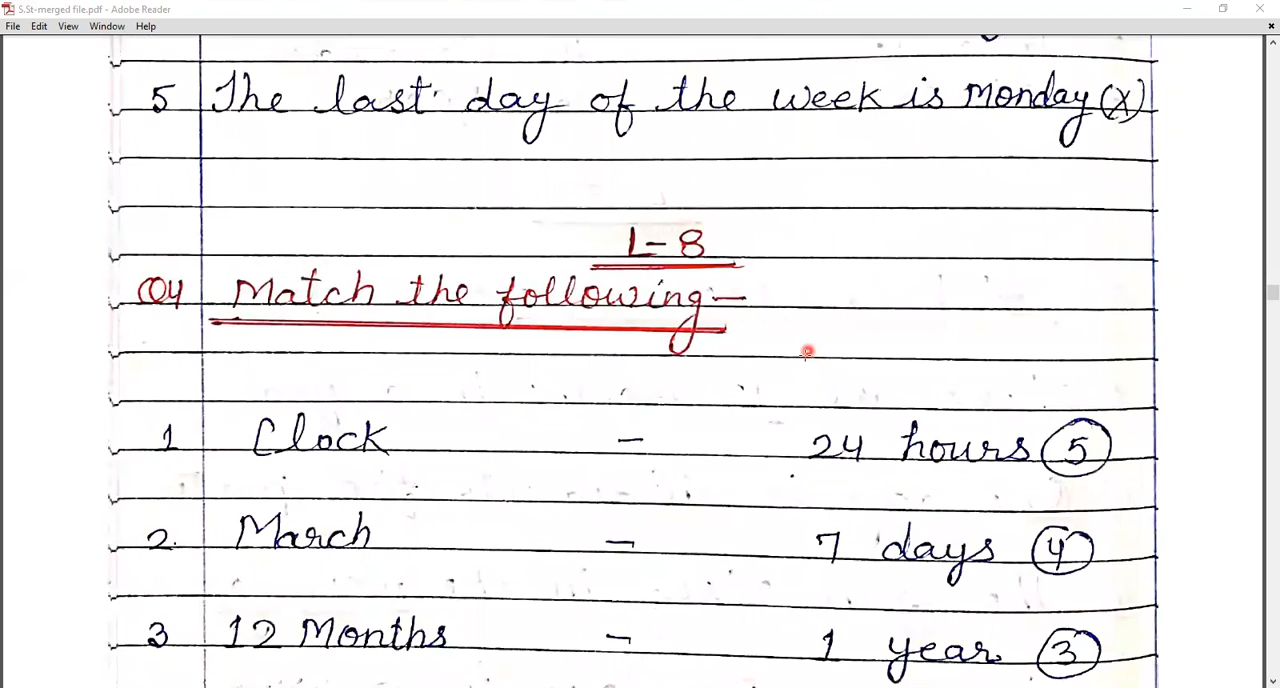 S.St-merged file.pdf - Adobe Reader
File Edit View Window Help
5 The last day of the week is Monday (X)
L-8
Q4 Match the following-
1 Clock - 24 hours 5
2. March - 7 days 4
3 12 Months - 1 year 3